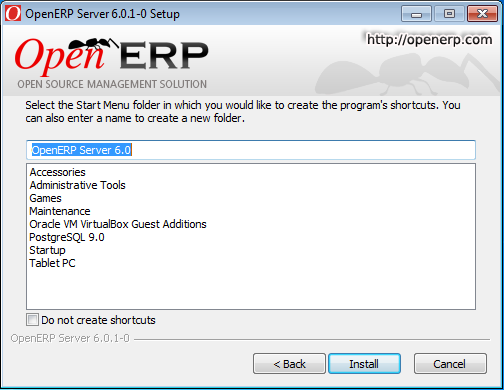 OpenERP Server 6.0.1-0 Setup
Open ERP
http://openerp.com
OPEN SOURCE MANAGEMENT SOLUTION
Select the Start Menu folder in which you would like to create the program's shortcuts. You
can also enter a name to create a new folder.
OpenERP Server 6.0
Accessories
Administrative Tools
Games
Maintenance
Oracle VM VirtualBox Guest Additions
PostgreSQL 9.0
Startup
Tablet PC
Do not create shortcuts
OpenERP Server 6.0.1-0
< Back
Install
Cancel